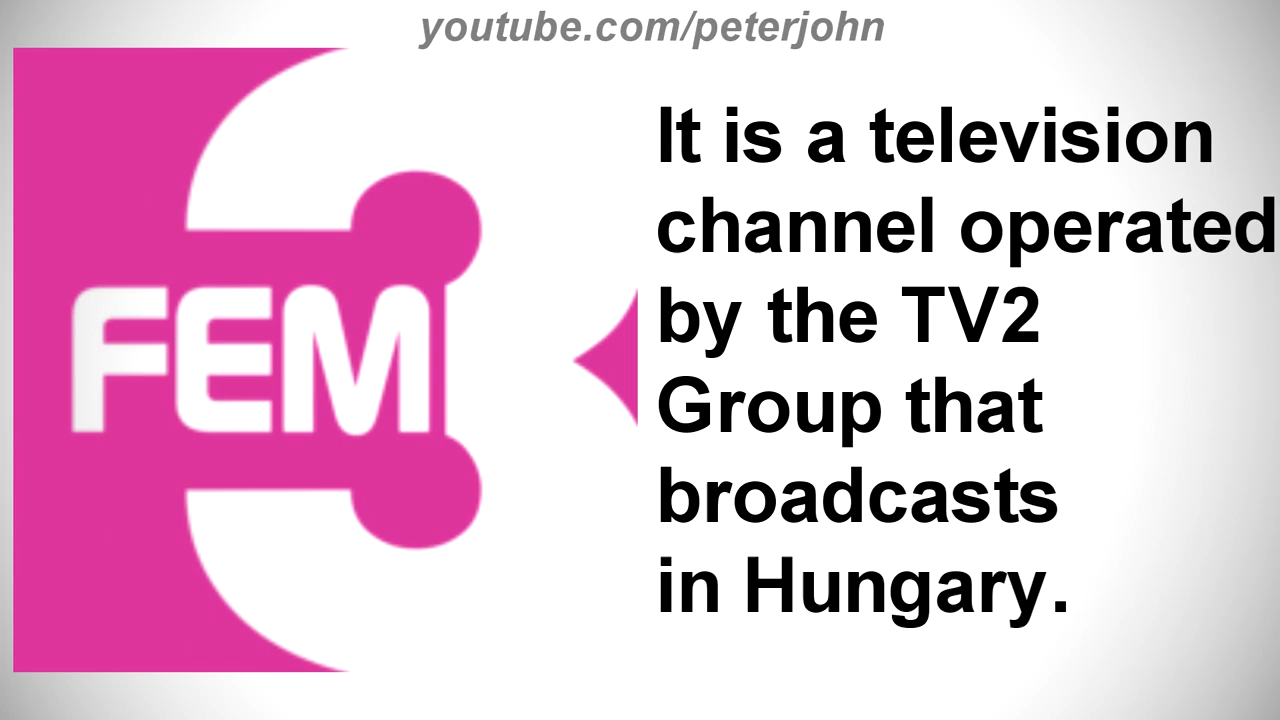 youtube.com/peterjohn
FEM
It is a television
channel operated
by the TV2
Group that
broadcasts
in Hungary.